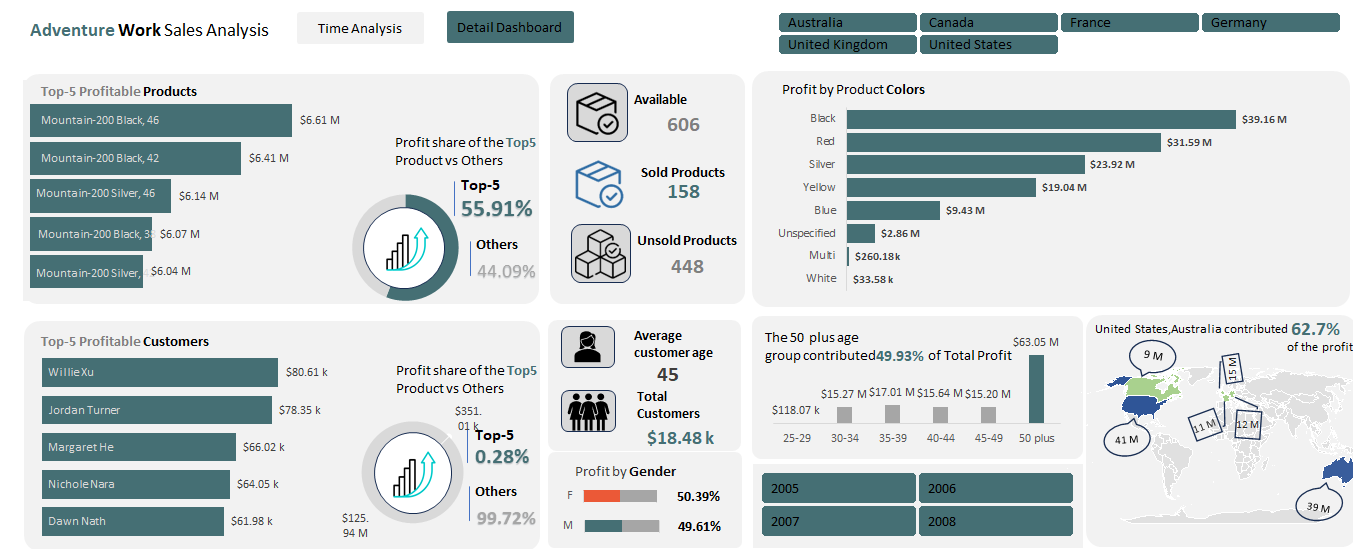 Adventure Work Sales Analysis
Time Analysis
Detail Dashboard
Australia
Canada
France
Germany
United Kingdom
United States
Top-5 Profitable Products
Mountain-200 Black, 46
$6.61 M
Mountain-200 Black, 42
$6.41 M
Mountain-200 Silver, 46
$6.14 M
Mountain-200 Black, 38
$6.07 M
Mountain-200 Silver,
$6.04 M
Profit share of the Top5
Product vs Others
Top-5
55.91%
Others
44.09%
Available
606
Sold Products
158
Unsold Products
448
Profit by Product Colors
Black
$39.16 M
Red
$31.59 M
Silver
$23.92 M
Yellow
$19.04 M
Blue
$9.43 M
Unspecified
$2.86 M
Multi
$260.18 k
White
$33.58 k
Top-5 Profitable Customers
Willie Xu
$80.61 k
Jordan Turner
$78.35 k
Margaret He
$66.02 k
Nichole Nara
$64.05 k
Dawn Nath
$61.98 k
Profit share of the Top5
Product vs Others
$351.
01 k
Top-5
0.28%
Others
99.72%
$125.
94 M
Average
customer age
45
Total
Customers
$18.48 k
Profit by Gender
F
50.39%
M
49.61%
The 50 plus age
group contributed 49.93% of Total Profit
$118.07 k
$15.27 M
$17.01 M
$15.64 M
$15.20 M
$63.05 M
25-29
30-34
35-39
40-44
45-49
50 plus
2005
2006
2007
2008
United States,Australia contributed 62.7%
of the profit
9 M
15 M
11 M
12 M
41 M
39 M